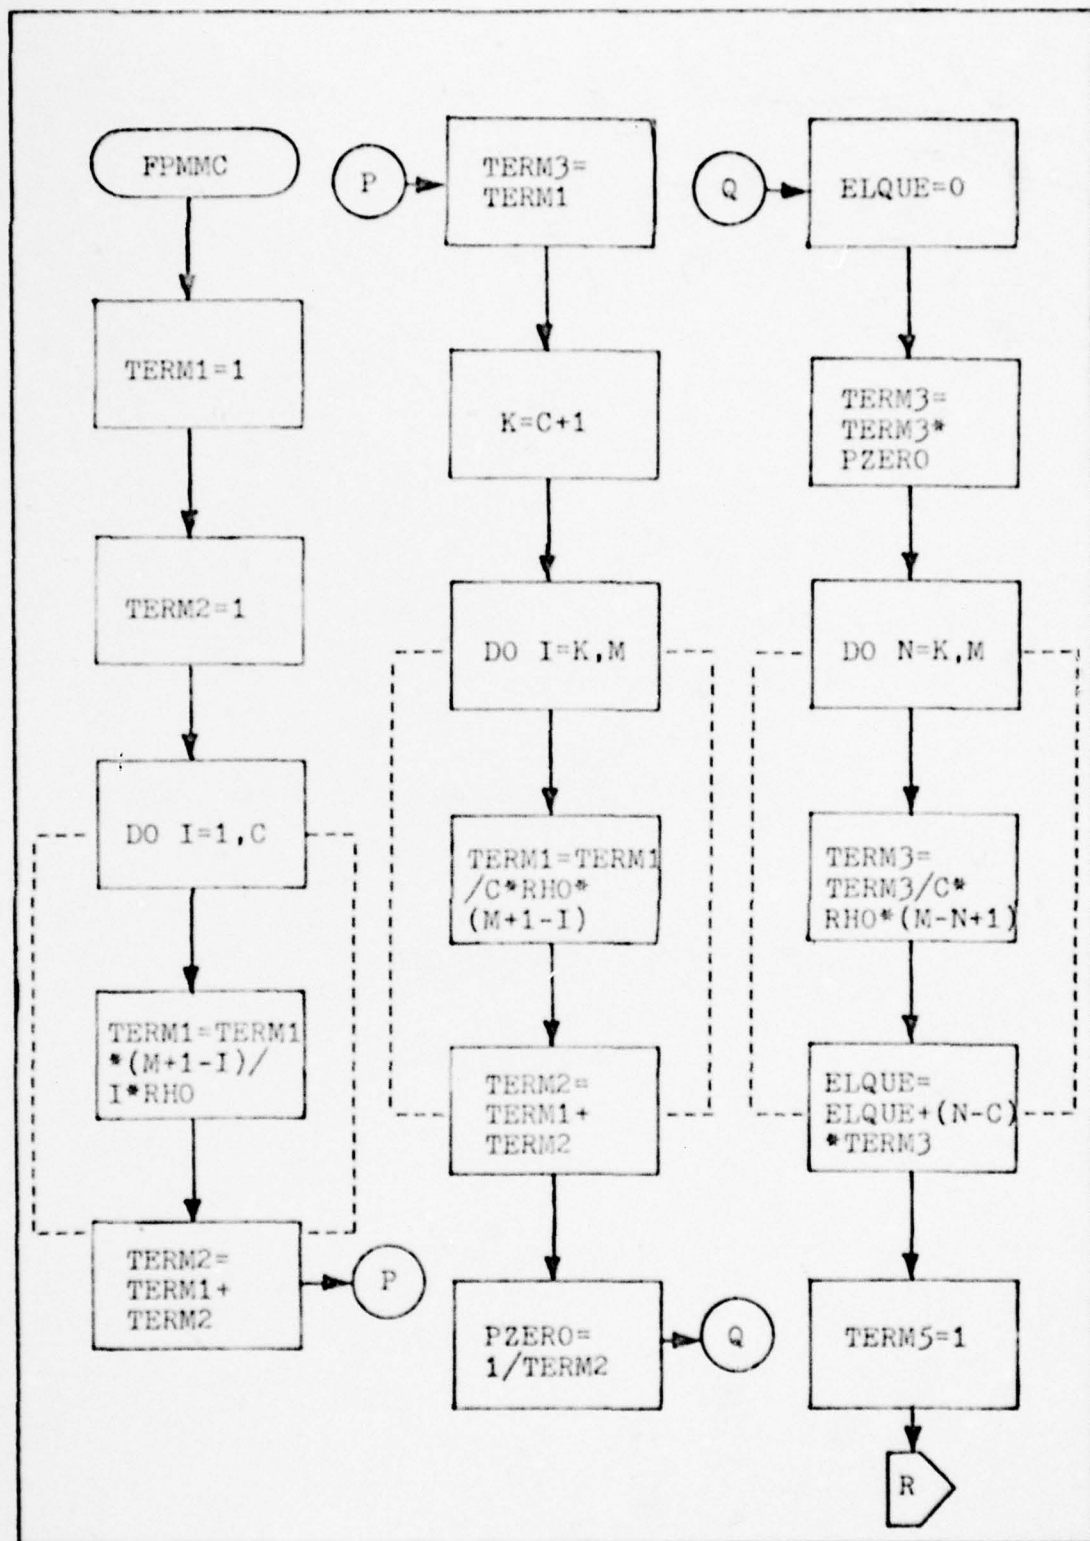 FPMMC
TERM1=1
TERM2=1
DO I=1,C
TERM1=TERM1
*(M+1-I)/
I*RHO
TERM2=
TERM1+
TERM2
P
P
TERM3=
TERM1
K=C+1
DO I=K,M
TERM1=TERM1
/C*RHO*
(M+1-I)
TERM2=
TERM1+
TERM2
PZERO=
1/TERM2
Q
Q
ELQUE=0
TERM3=
TERM3*
PZERO
DO N=K,M
TERM3=
TERM3/C*
RHO*(M-N+1)
ELQUE=
ELQUE+(N-C)
*TERM3
TERM5=1
R